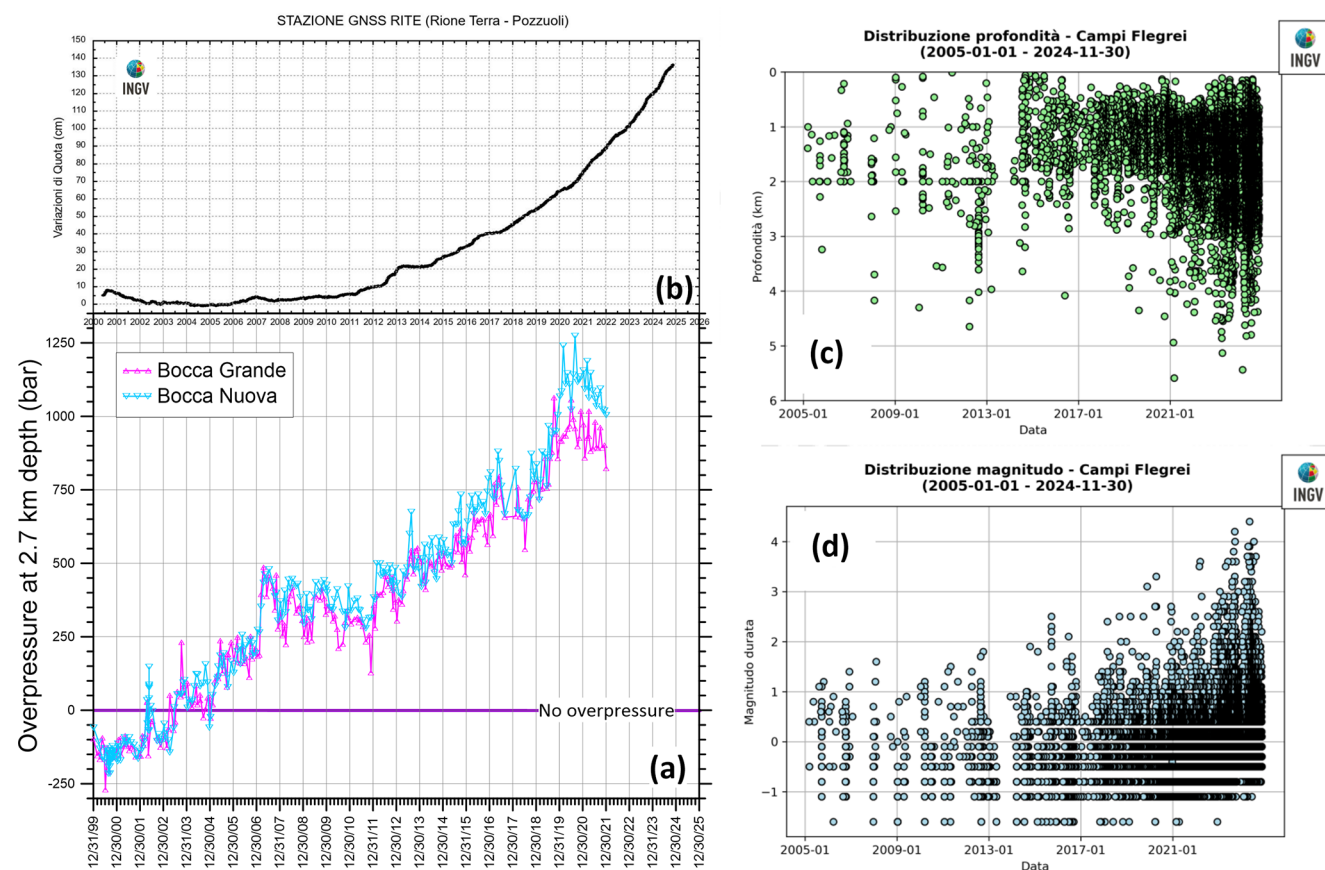 STAZIONE GNSS RITE (Rione Terra - Pozzuoli)
150
140
130
120
110
100
90
80
70
60
50
40
30
20
10
0
Variazioni di Quota (cm)
INGV
(b)
2000 2001 2002 2003 2004 2005 2006 2007 2008 2009 2010 2011 2012 2013 2014 2015 2016 2017 2018 2019 2020 2021 2022 2023 2024 2025 2026
Overpressure at 2.7 km depth (bar)
1250
1000
750
500
250
0
-250
Bocca Grande
Bocca Nuova
No overpressure
(a)
12/31/99
12/30/00
12/31/01
12/30/02
12/31/03
12/30/04
12/30/05
12/30/06
12/31/07
12/30/08
12/30/09
12/30/10
12/31/11
12/30/12
12/30/13
12/30/14
12/31/15
12/30/16
12/30/17
12/30/18
12/31/19
12/30/20
12/30/21
12/30/22
12/31/23
12/30/24
12/30/25
Distribuzione profondità - Campi Flegrei
(2005-01-01 - 2024-11-30)
INGV
0
1
2
3
4
5
6
Profondità (km)
(c)
2005-01 2009-01 2013-01 2017-01 2021-01
Data
Distribuzione magnitudo - Campi Flegrei
(2005-01-01 - 2024-11-30)
INGV
4
3
2
1
0
−1
Magnitudo durata
(d)
2005-01 2009-01 2013-01 2017-01 2021-01
Data